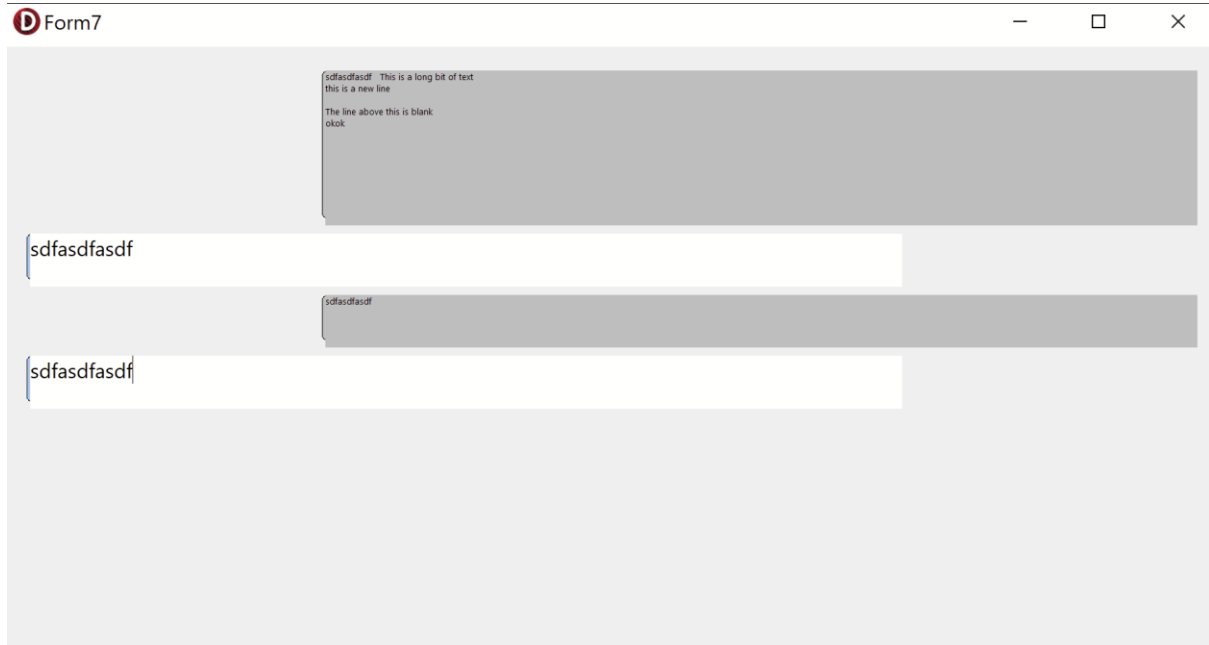 Form7
sdfasdfasdf   This is a long bit of text
this is a new line

The line above this is blank
okok
sdfasdfasdf
sdfasdfasdf
sdfasdfasdf